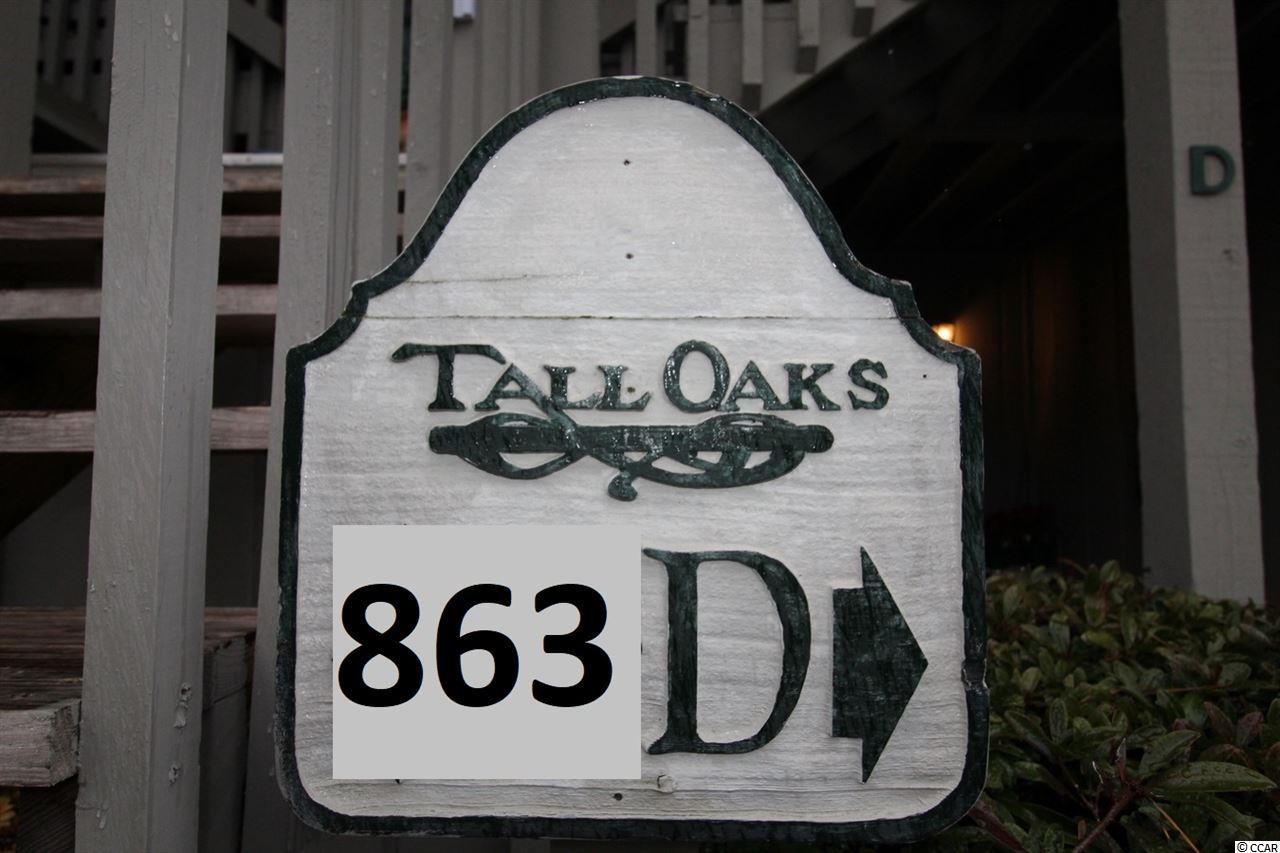 D
TALL OAKS
863 D
© CCAR